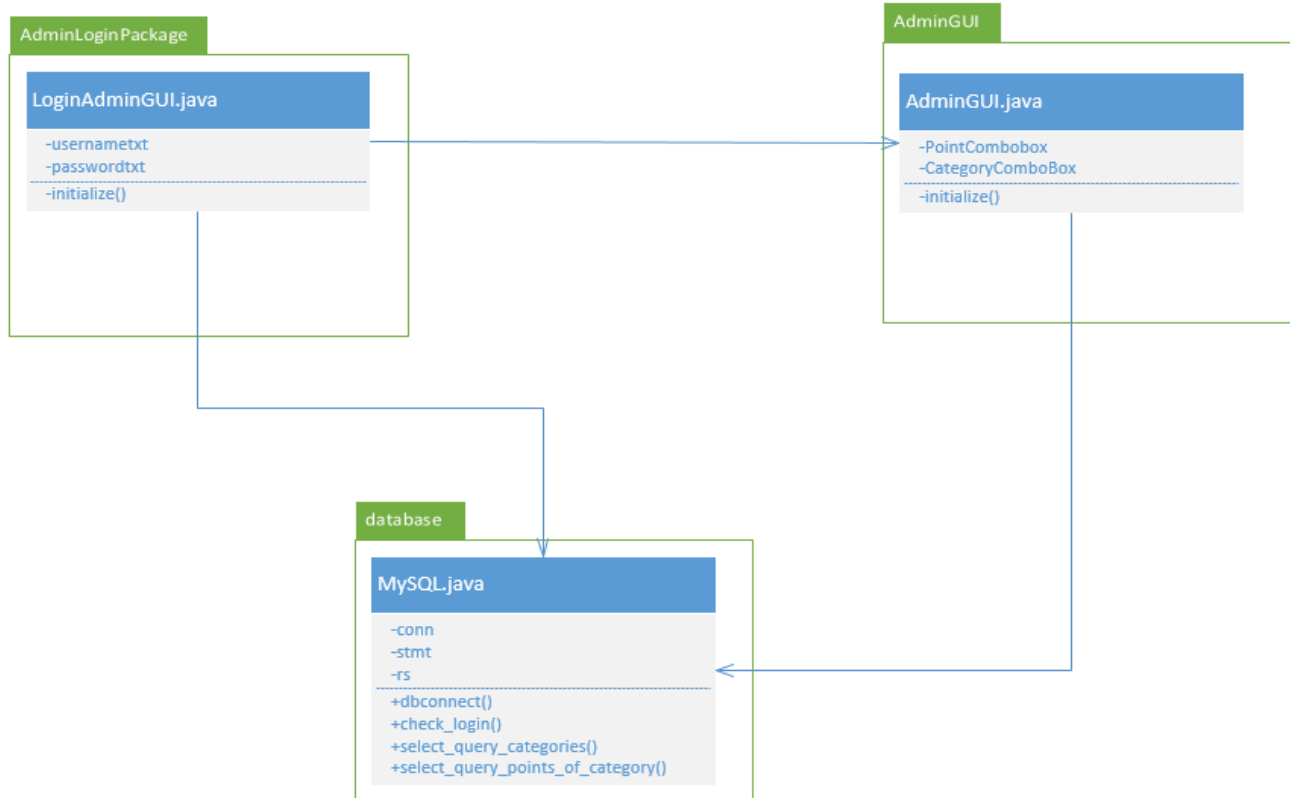 AdminLoginPackage
LoginAdminGUI.java
-usernametxt
-passwordtxt
-initialize()
AdminGUI
AdminGUI.java
-PointCombobox
-CategoryComboBox
-initialize()
database
MySQL.java
-conn
-stmt
-rs
+dbconnect()
+check_login()
+select_query_categories()
+select_query_points_of_category()